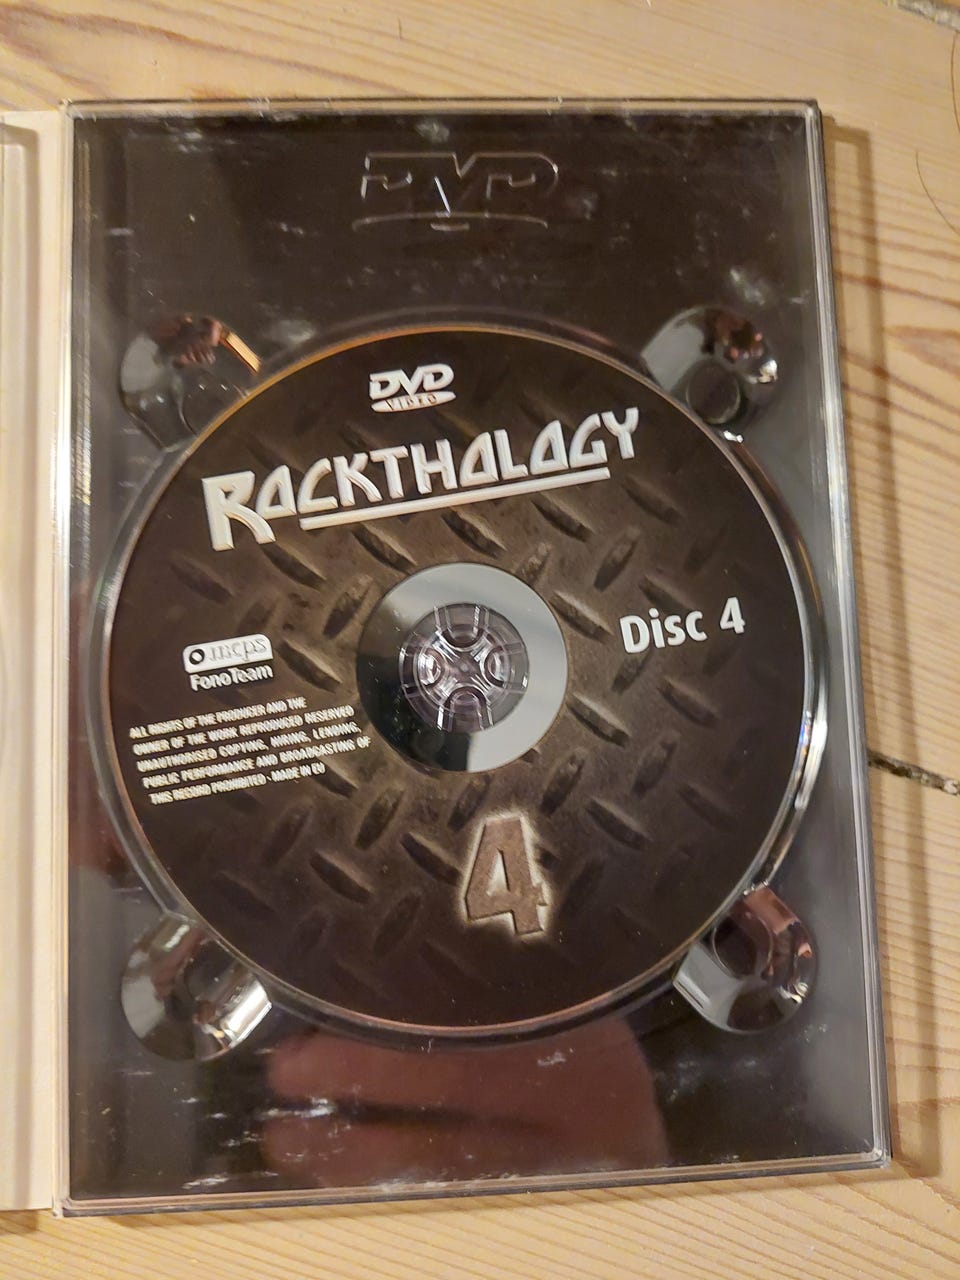 DVD
DVD
VIDEO
ROCKTHOLOGY
Disc 4
mcps
FonoTeam
ALL RIGHTS OF THE PRODUCER AND THE
OWNER OF THE WORK REPRODUCED RESERVED
UNAUTHORISED COPYING, HIRING, LENDING,
PUBLIC PERFORMANCE AND BROADCASTING OF
THIS RECORD PROHIBITED - MADE IN EU
4